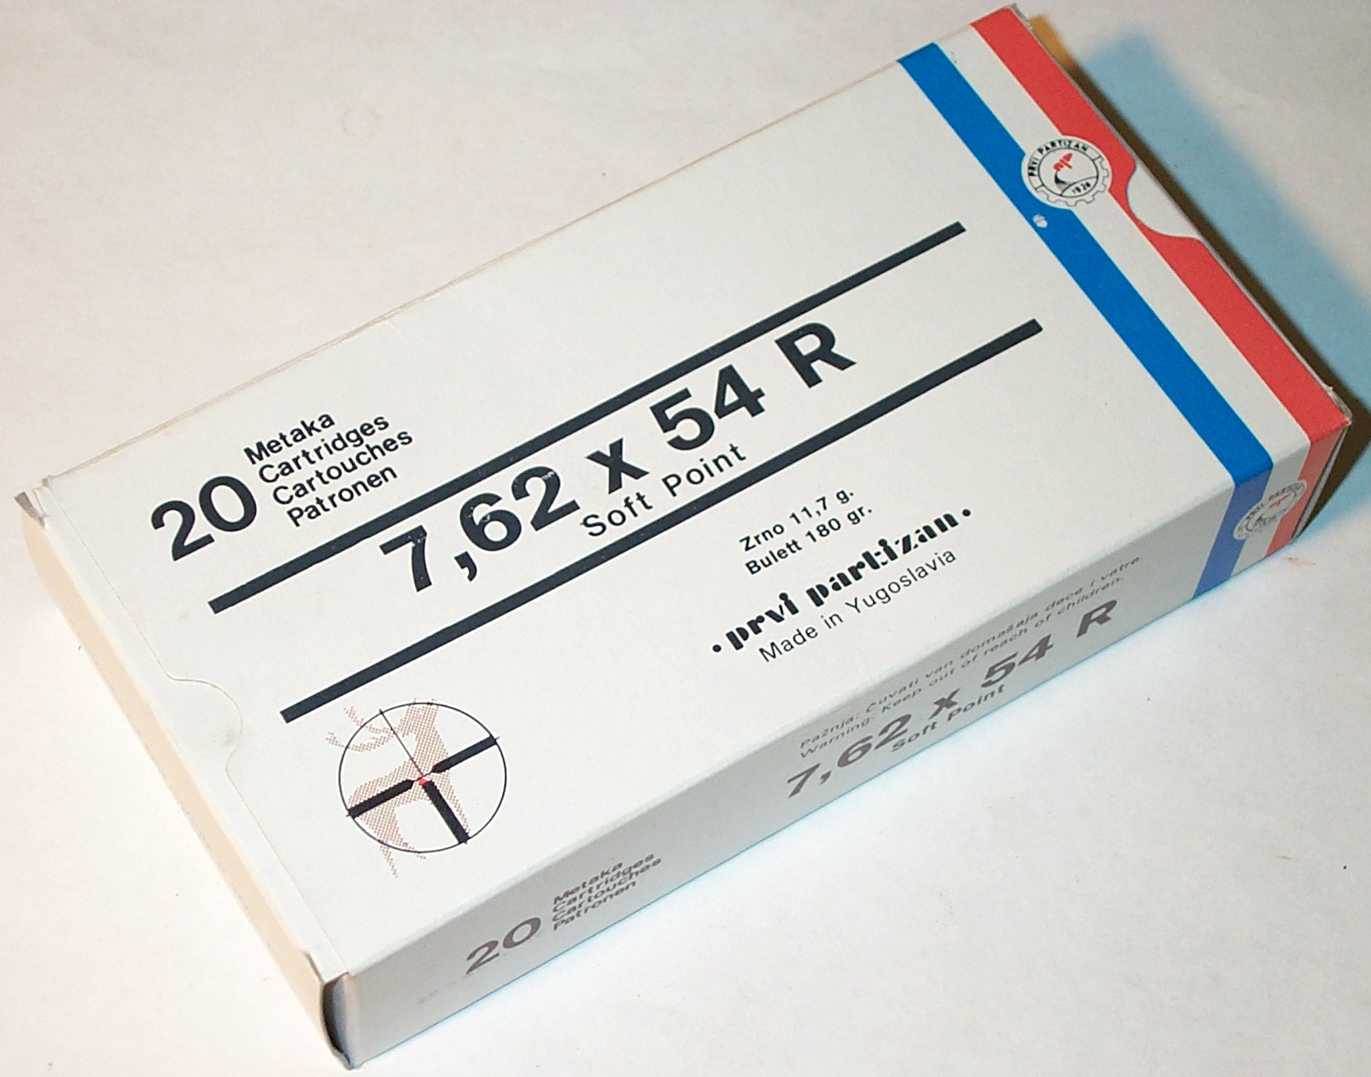 PRVI PARTIZAN
1928
20
Metaka
Cartridges
Cartouches
Patronen
7,62 x 54 R
Soft Point
Zrno 11,7 g.
Bulett 180 gr.
·prvi partizan·
Made in Yugoslavia
Pažnja: Čuvati van domašaja dece i vatre.
Warning: Keep out of reach of children.
7,62 x 54 R
Soft Point
20
Metaka
Cartridges
Cartouches
Patronen